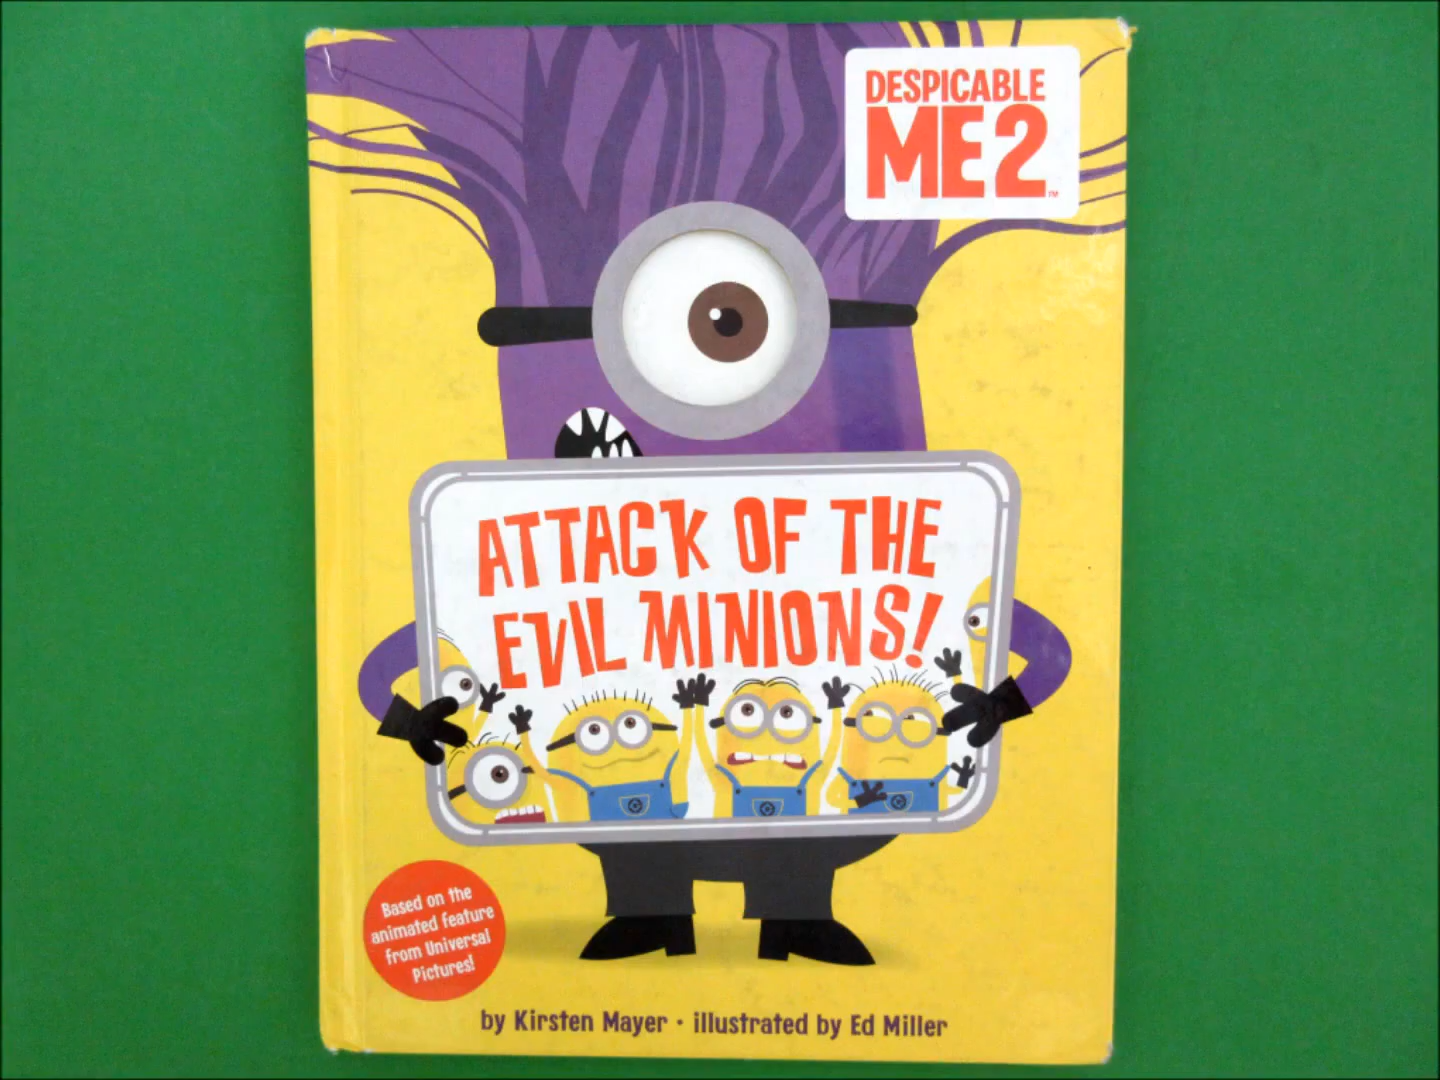 DESPICABLE
ME 2
TM
ATTACK OF THE
EVIL MINIONS!
Based on the
animated feature
from Universal
Pictures!
by Kirsten Mayer · illustrated by Ed Miller